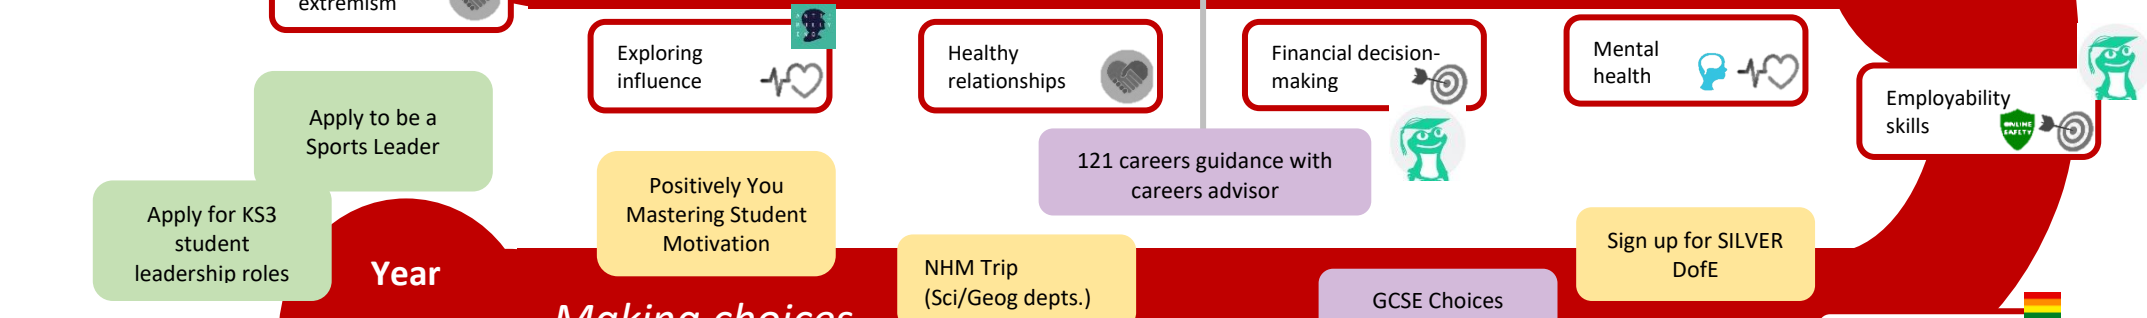 extremism
Exploring
influence
Healthy
relationships
Financial decision-
making
Mental
health
Employability
skills
ONLINE
SAFETY
Apply to be a
Sports Leader
121 careers guidance with
careers advisor
Positively You
Mastering Student
Motivation
Apply for KS3
student
leadership roles
Year
Sign up for SILVER
DofE
NHM Trip
(Sci/Geog depts.)
GCSE Choices
Making choices